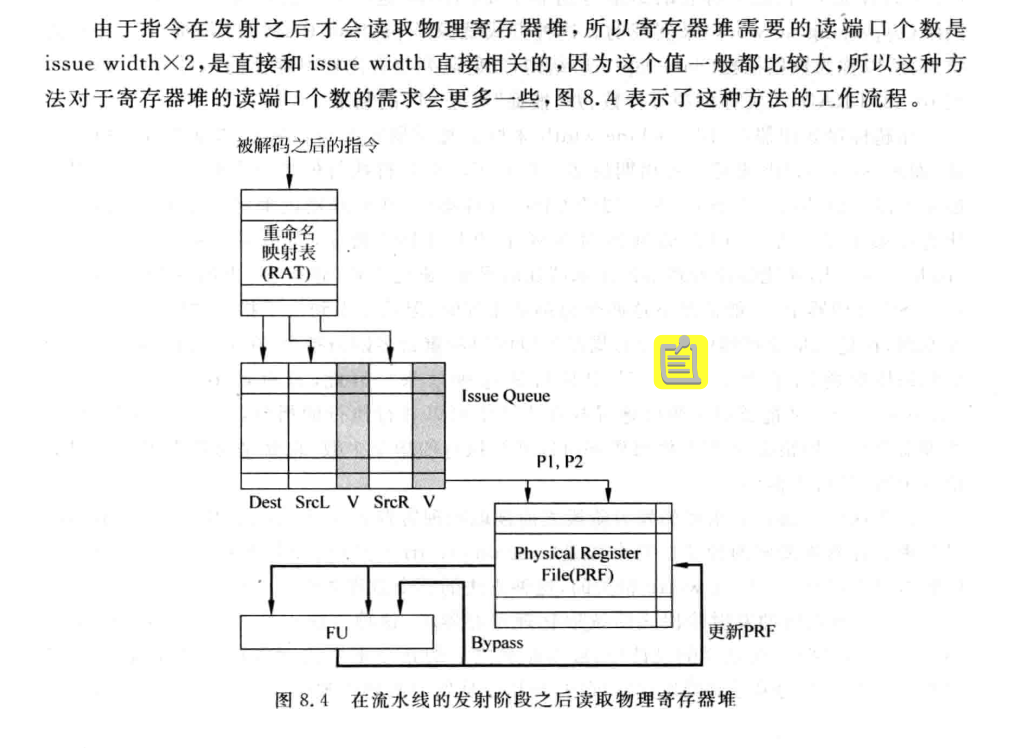 由于指令在发射之后才会读取物理寄存器堆,所以寄存器堆需要的读端口个数是
issue width×2,是直接和 issue width 直接相关的,因为这个值一般都比较大,所以这种方
法对于寄存器堆的读端口个数的需求会更多一些,图 8.4 表示了这种方法的工作流程。
被解码之后的指令
重命名
映射表
(RAT)
Issue Queue
P1, P2
Dest SrcL V SrcR V
Physical Register
File(PRF)
FU
Bypass
更新PRF
图 8.4 在流水线的发射阶段之后读取物理寄存器堆